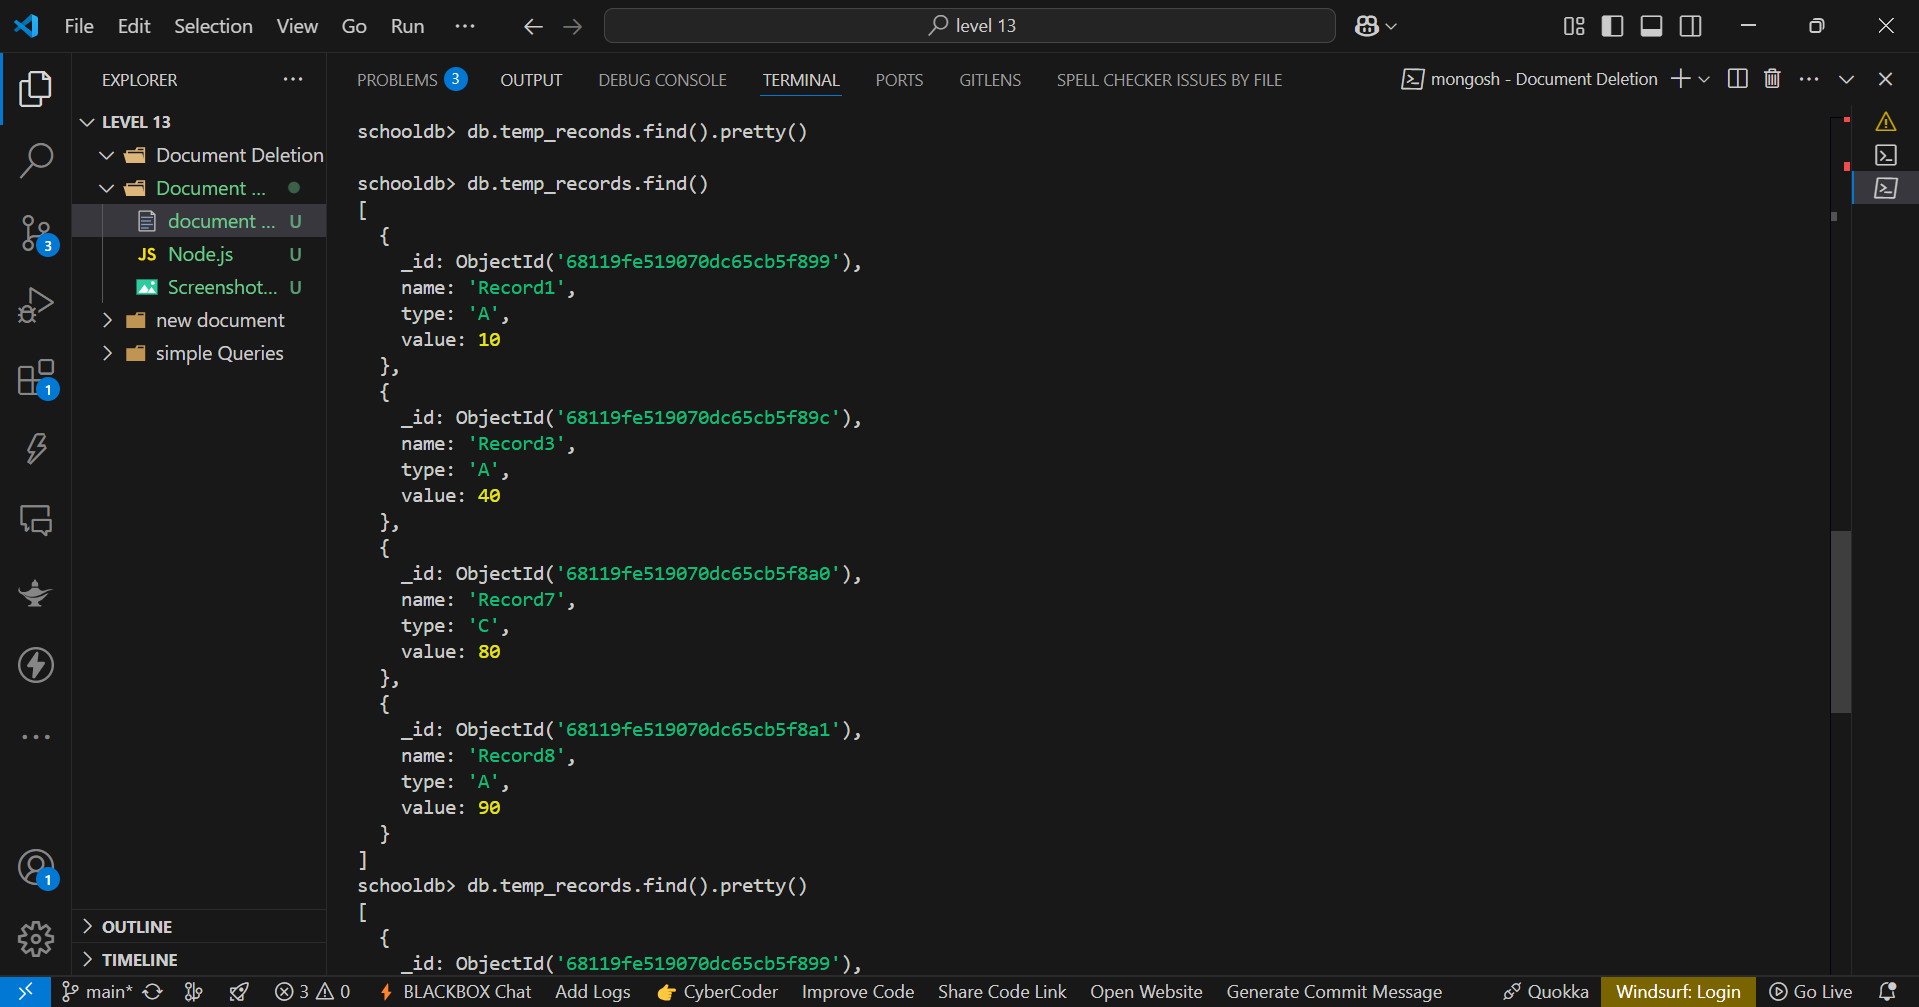 File Edit Selection View Go Run ... level 13
EXPLORER ...
PROBLEMS 3 OUTPUT DEBUG CONSOLE TERMINAL PORTS GITLENS SPELL CHECKER ISSUES BY FILE mongosh - Document Deletion ...
LEVEL 13
Document Deletion
Document ...
document ... U
JS Node.js U
Screenshot... U
new document
simple Queries
3
1
...
1
OUTLINE
TIMELINE
schooldb> db.temp_reconds.find().pretty()
schooldb> db.temp_records.find()
[
{
_id: ObjectId('68119fe519070dc65cb5f899'),
name: 'Record1',
type: 'A',
value: 10
},
{
_id: ObjectId('68119fe519070dc65cb5f89c'),
name: 'Record3',
type: 'A',
value: 40
},
{
_id: ObjectId('68119fe519070dc65cb5f8a0'),
name: 'Record7',
type: 'C',
value: 80
},
{
_id: ObjectId('68119fe519070dc65cb5f8a1'),
name: 'Record8',
type: 'A',
value: 90
}
]
schooldb> db.temp_records.find().pretty()
[
{
_id: ObjectId('68119fe519070dc65cb5f899'),
main* 3 0 BLACKBOX Chat Add Logs CyberCoder Improve Code Share Code Link Open Website Generate Commit Message Quokka Windsurf: Login Go Live